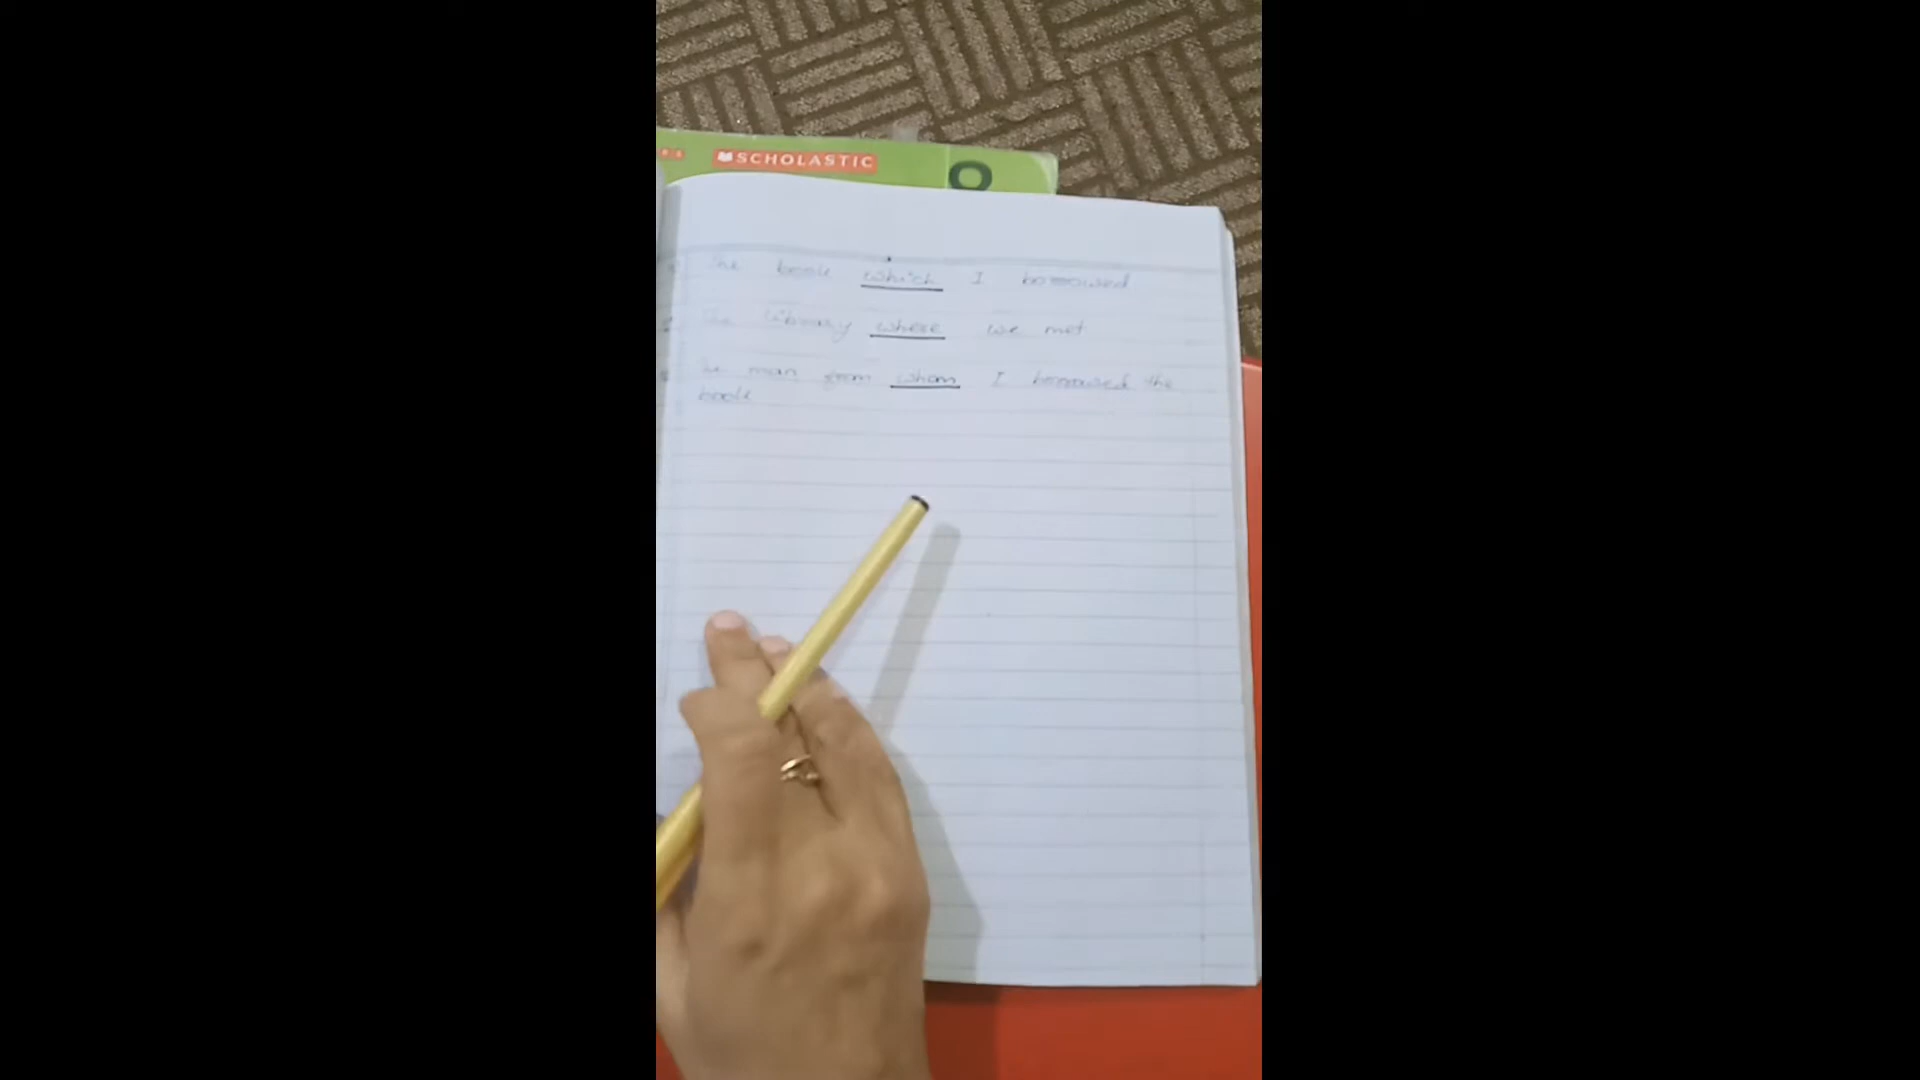 SCHOLASTIC
The book which I borrowed
The library where we met
The man from whom I borrowed the
book